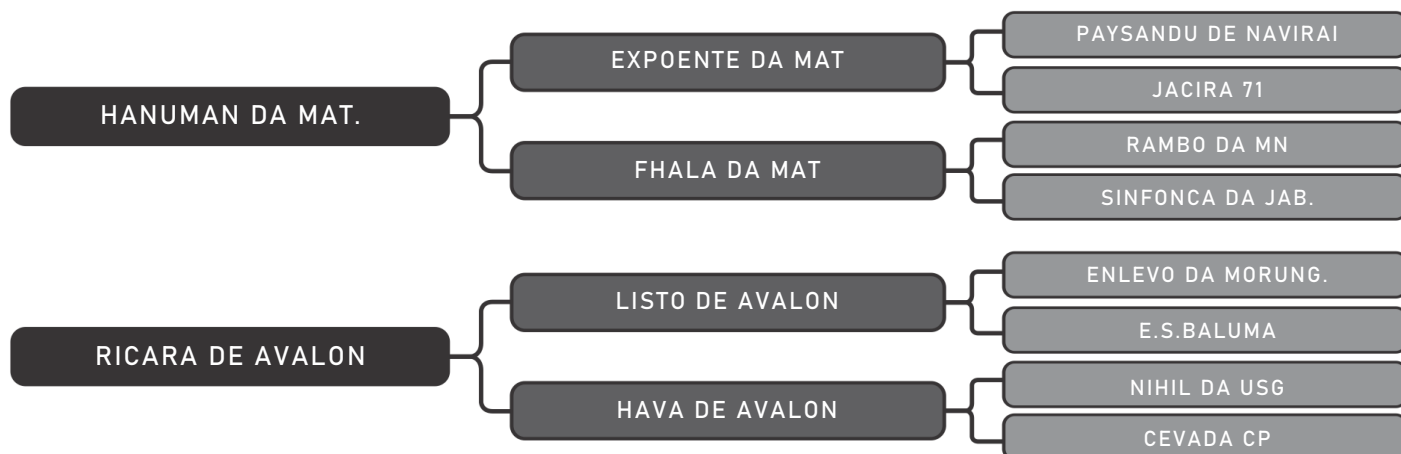 HANUMAN DA MAT.
EXPOENTE DA MAT
PAYSANDU DE NAVIRAI
JACIRA 71
FHALA DA MAT
RAMBO DA MN
SINFONCA DA JAB.
RICARA DE AVALON
LISTO DE AVALON
ENLEVO DA MORUNG.
E.S.BALUMA
HAVA DE AVALON
NIHIL DA USG
CEVADA CP